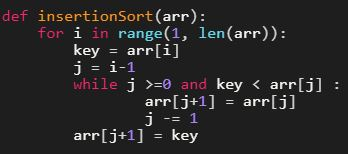 def insertionSort(arr):
    for i in range(1, len(arr)):
        key = arr[i]
        j = i-1
        while j >=0 and key < arr[j] :
                arr[j+1] = arr[j]
                j -= 1
        arr[j+1] = key